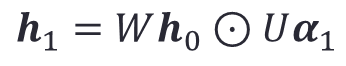 𝒉₁ = 𝑊𝒉₀ ⊙ 𝑈𝜶₁